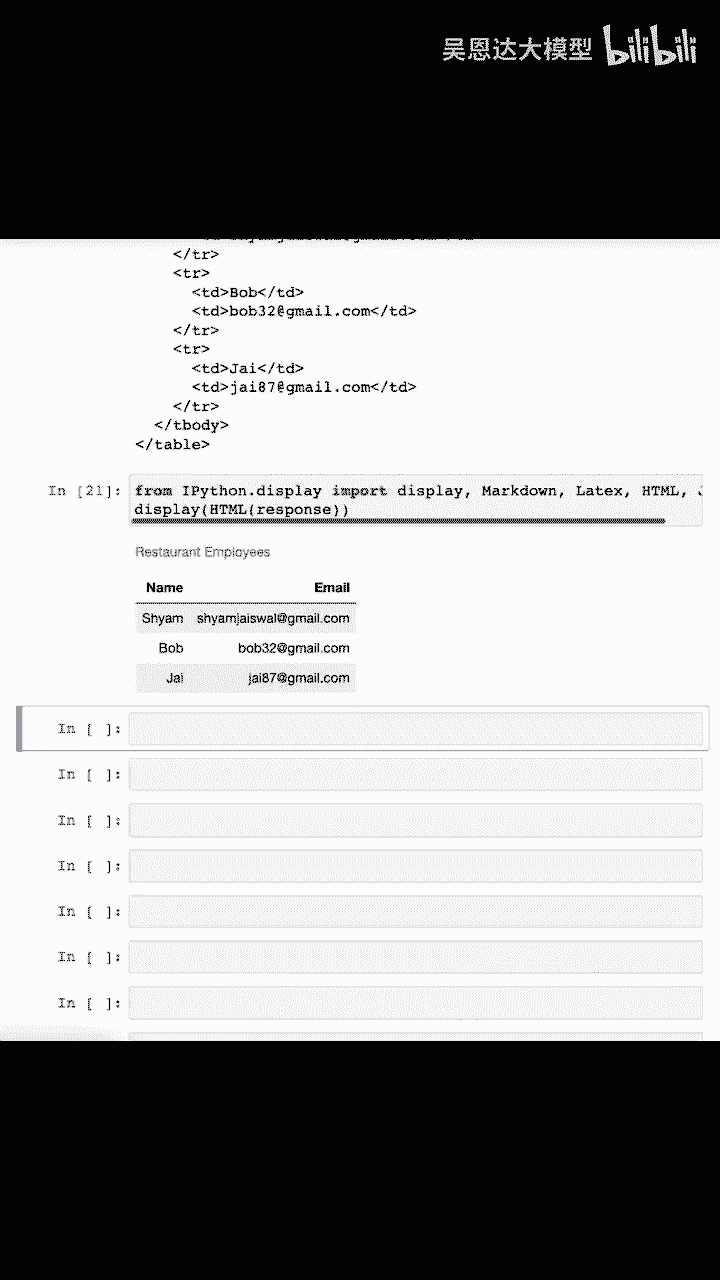 吴恩达大模型 bilibili
</tr>
<tr>
<td>Bob</td>
<td>bob32@gmail.com</td>
</tr>
<tr>
<td>Jai</td>
<td>jai87@gmail.com</td>
</tr>
</tbody>
</table>
In [21]: from IPython.display import display, Markdown, Latex, HTML,
display(HTML(response))
Restaurant Employees
Name Email
Shyam shyamjaiswal@gmail.com
Bob bob32@gmail.com
Jai jai87@gmail.com
In [ ]:
In [ ]:
In [ ]:
In [ ]:
In [ ]:
In [ ]:
In [ ]: